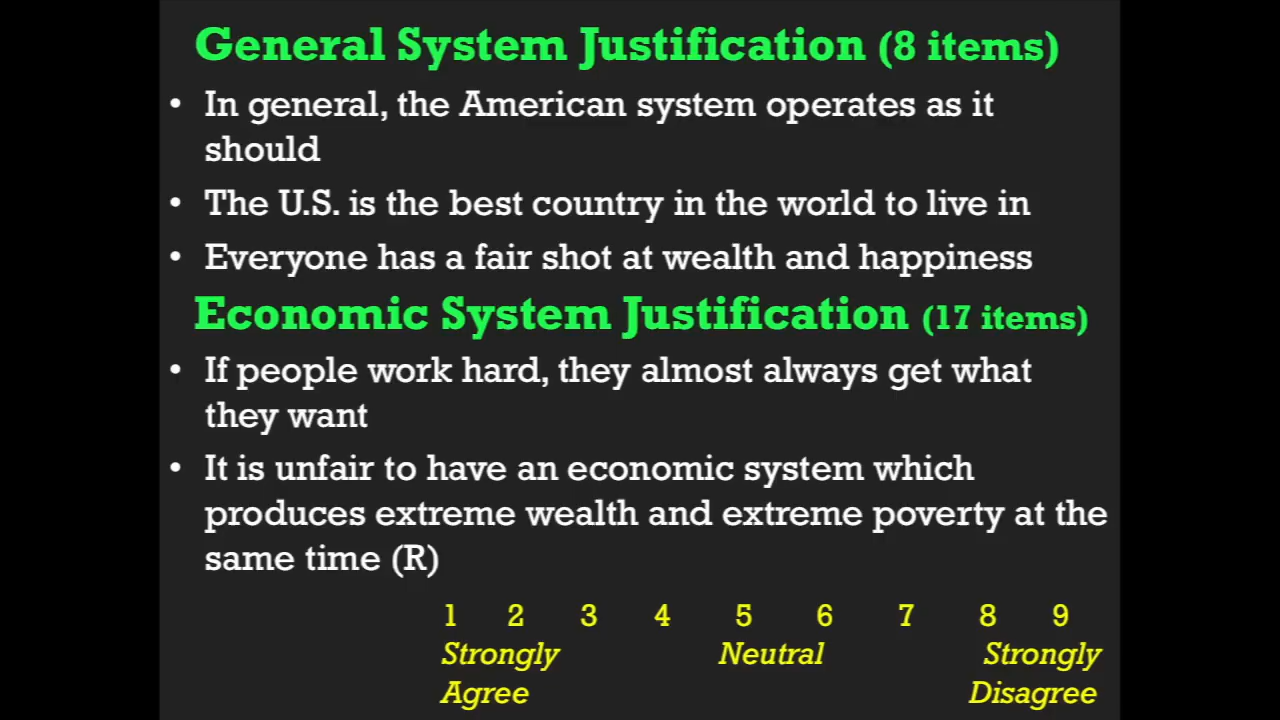 General System Justification (8 items)
• In general, the American system operates as it
should
• The U.S. is the best country in the world to live in
• Everyone has a fair shot at wealth and happiness
Economic System Justification (17 items)
• If people work hard, they almost always get what
they want
• It is unfair to have an economic system which
produces extreme wealth and extreme poverty at the
same time (R)
1 2 3 4 5 6 7 8 9
Strongly Neutral Strongly
Agree Disagree